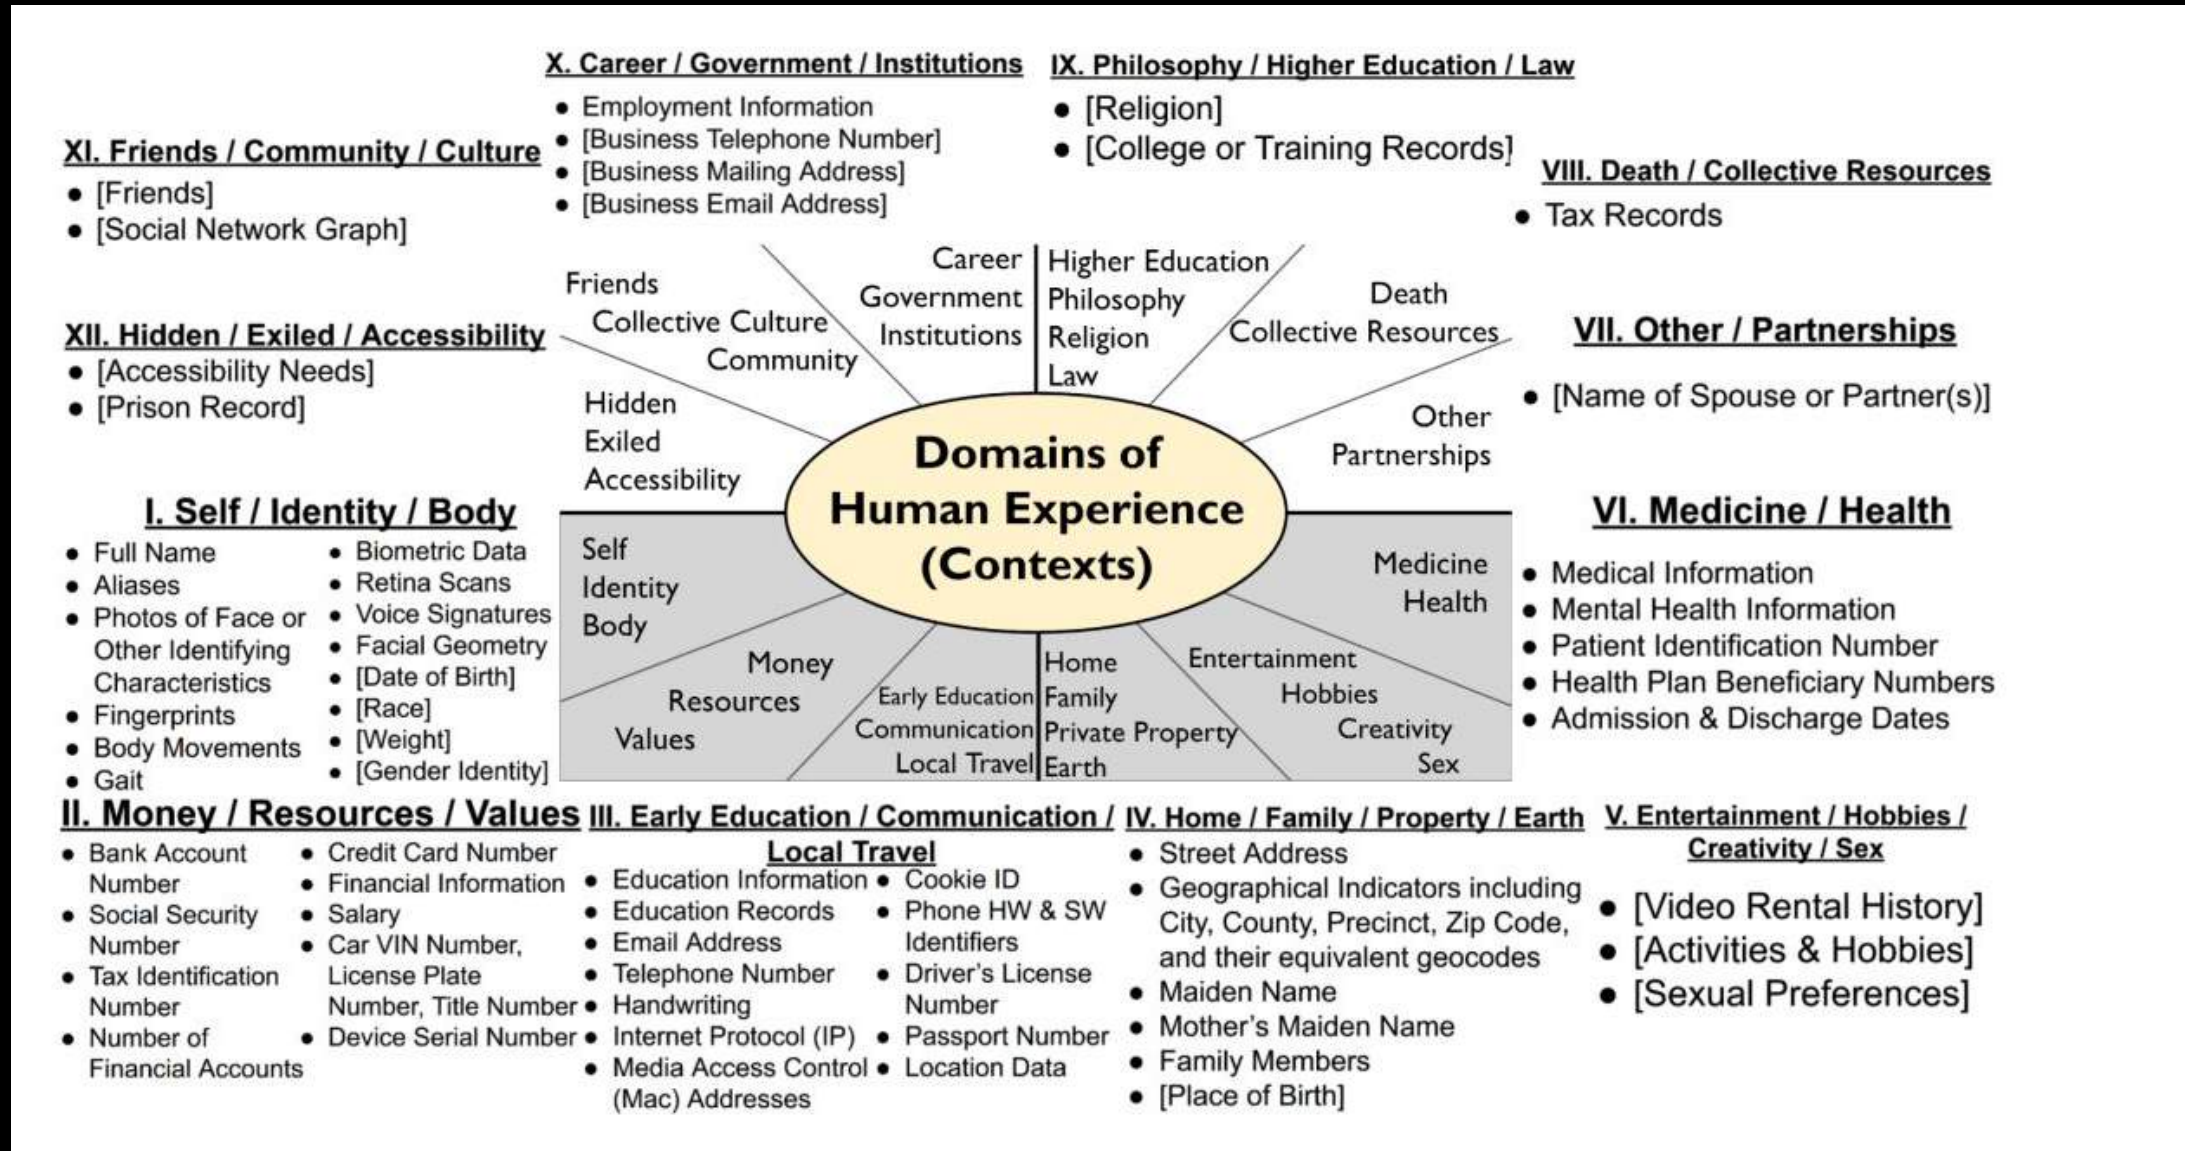 X. Career / Government / Institutions
● Employment Information
● [Business Telephone Number]
● [Business Mailing Address]
● [Business Email Address]
IX. Philosophy / Higher Education / Law
● [Religion]
● [College or Training Records]
XI. Friends / Community / Culture
● [Friends]
● [Social Network Graph]
VIII. Death / Collective Resources
● Tax Records
XII. Hidden / Exiled / Accessibility
● [Accessibility Needs]
● [Prison Record]
VII. Other / Partnerships
● [Name of Spouse or Partner(s)]
Friends
Collective Culture
Community
Career
Government
Institutions
Higher Education
Philosophy
Religion
Law
Death
Collective Resources
Hidden
Exiled
Accessibility
Other
Partnerships
Domains of
Human Experience
(Contexts)
Self
Identity
Body
Medicine
Health
Money
Resources
Values
Early Education
Communication
Local Travel
Home
Family
Private Property
Earth
Entertainment
Hobbies
Creativity
Sex
I. Self / Identity / Body
● Full Name
● Aliases
● Photos of Face or
Other Identifying
Characteristics
● Fingerprints
● Body Movements
● Gait
● Biometric Data
● Retina Scans
● Voice Signatures
● Facial Geometry
● [Date of Birth]
● [Race]
● [Weight]
● [Gender Identity]
VI. Medicine / Health
● Medical Information
● Mental Health Information
● Patient Identification Number
● Health Plan Beneficiary Numbers
● Admission & Discharge Dates
II. Money / Resources / Values
● Bank Account
Number
● Social Security
Number
● Tax Identification
Number
● Number of
Financial Accounts
● Credit Card Number
● Financial Information
● Salary
● Car VIN Number,
License Plate
Number, Title Number
● Device Serial Number
III. Early Education / Communication /
Local Travel
● Education Information
● Education Records
● Email Address
● Telephone Number
● Handwriting
● Internet Protocol (IP)
● Media Access Control
(Mac) Addresses
● Cookie ID
● Phone HW & SW
Identifiers
● Driver's License
Number
● Passport Number
● Location Data
IV. Home / Family / Property / Earth
● Street Address
● Geographical Indicators including
City, County, Precinct, Zip Code,
and their equivalent geocodes
● Maiden Name
● Mother's Maiden Name
● Family Members
● [Place of Birth]
V. Entertainment / Hobbies /
Creativity / Sex
● [Video Rental History]
● [Activities & Hobbies]
● [Sexual Preferences]